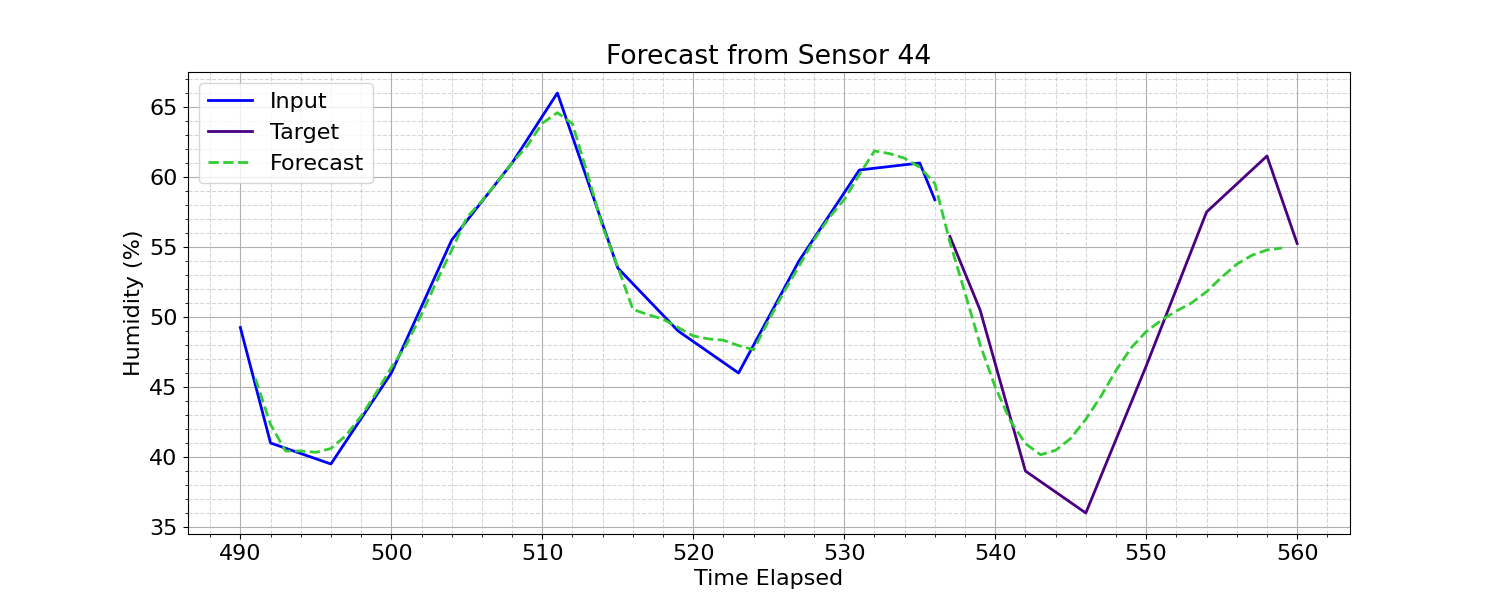 Forecast from Sensor 44
Input
Target
Forecast
Humidity (%)
65
60
55
50
45
40
35
490 500 510 520 530 540 550 560
Time Elapsed